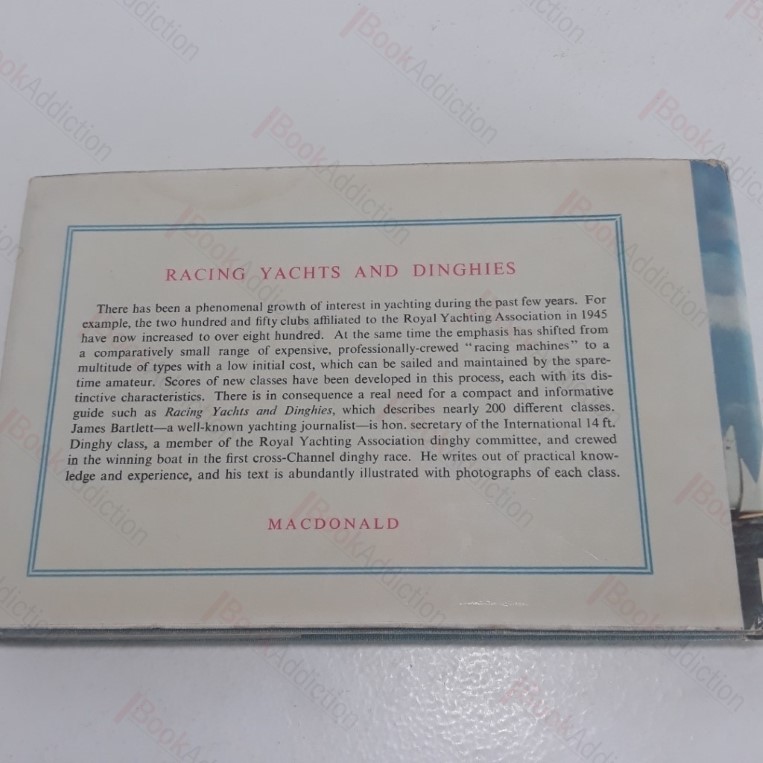 RACING YACHTS AND DINGHIES
There has been a phenomenal growth of interest in yachting during the past few years. For
example, the two hundred and fifty clubs affiliated to the Royal Yachting Association in 1945
have now increased to over eight hundred. At the same time the emphasis has shifted from
a comparatively small range of expensive, professionally-crewed "racing machines" to a
multitude of types with a low initial cost, which can be sailed and maintained by the spare-
time amateur. Scores of new classes have been developed in this process, each with its dis-
tinctive characteristics. There is in consequence a real need for a compact and informative
guide such as Racing Yachts and Dinghies, which describes nearly 200 different classes.
James Bartlett—a well-known yachting journalist—is hon. secretary of the International 14 ft.
Dinghy class, a member of the Royal Yachting Association dinghy committee, and crewed
in the winning boat in the first cross-Channel dinghy race. He writes out of practical know-
ledge and experience, and his text is abundantly illustrated with photographs of each class.
MACDONALD
BookAddiction